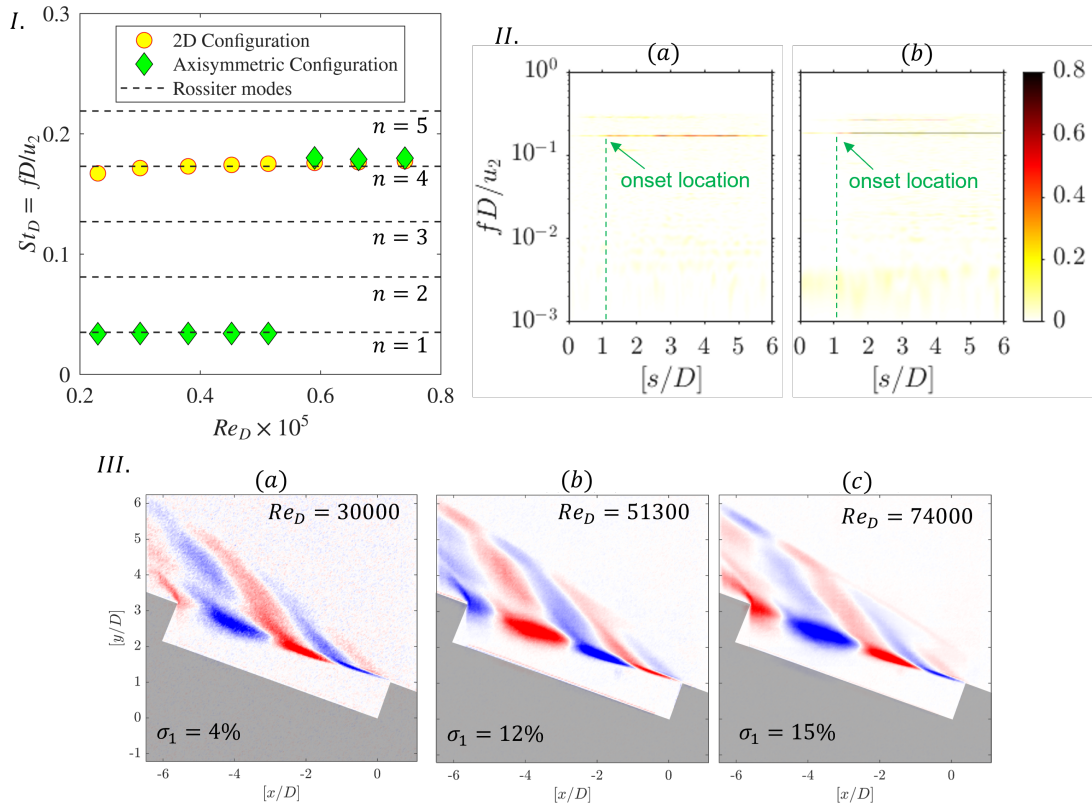 I.
0.3
0.2
0.1
0
0.2
0.4
0.6
0.8
2D Configuration
Axisymmetric Configuration
Rossiter modes
n = 5
n = 4
n = 3
n = 2
n = 1
St_D = fD/u_2
Re_D × 10^5
II.
(a)
(b)
10^0
10^-1
10^-2
10^-3
fD/u_2
onset location
onset location
0 1 2 3 4 5 6
[s/D]
0 1 2 3 4 5 6
[s/D]
0.8
0.6
0.4
0.2
0
III.
(a)
(b)
(c)
Re_D = 30000
Re_D = 51300
Re_D = 74000
6
5
4
3
2
1
0
-1
[y/D]
σ_1 = 4%
σ_1 = 12%
σ_1 = 15%
-6 -4 -2 0
-6 -4 -2 0
-6 -4 -2 0
[x/D]
[x/D]
[x/D]